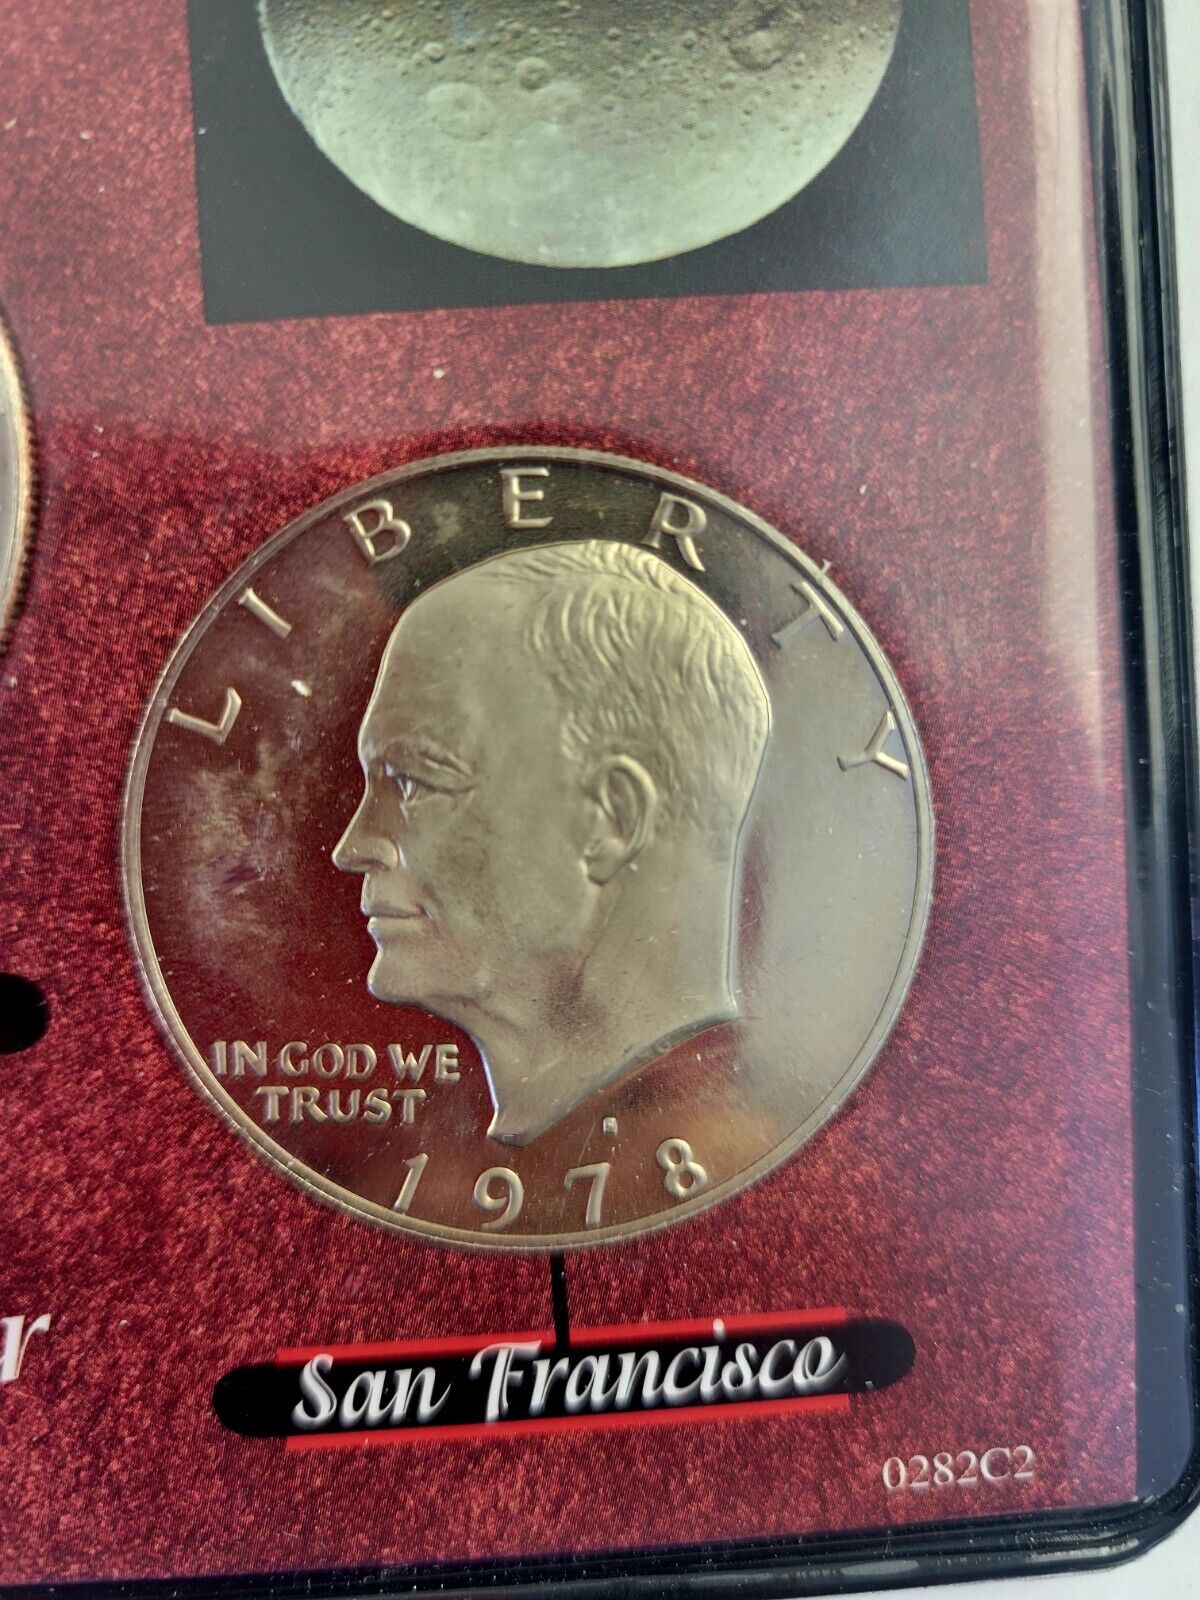 LIBERTY
IN GOD WE
TRUST
1978
r
San Francisco
0282C2